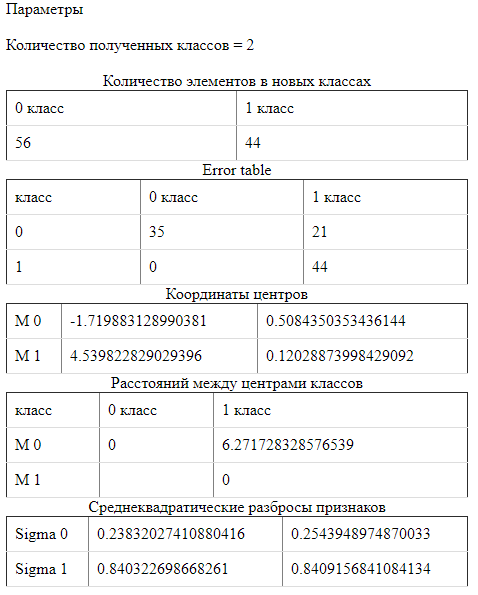 Параметры
Количество полученных классов = 2
Количество элементов в новых классах
0 класс 1 класс
56 44
Error table
класс 0 класс 1 класс
0 35 21
1 0 44
Координаты центров
M 0 -1.719883128990381 0.5084350353436144
M 1 4.539822829029396 0.12028873998429092
Расстояний между центрами классов
класс 0 класс 1 класс
M 0 0 6.271728328576539
M 1 0
Среднеквадратические разбросы признаков
Sigma 0 0.23832027410880416 0.2543948974870033
Sigma 1 0.840322698668261 0.8409156841084134